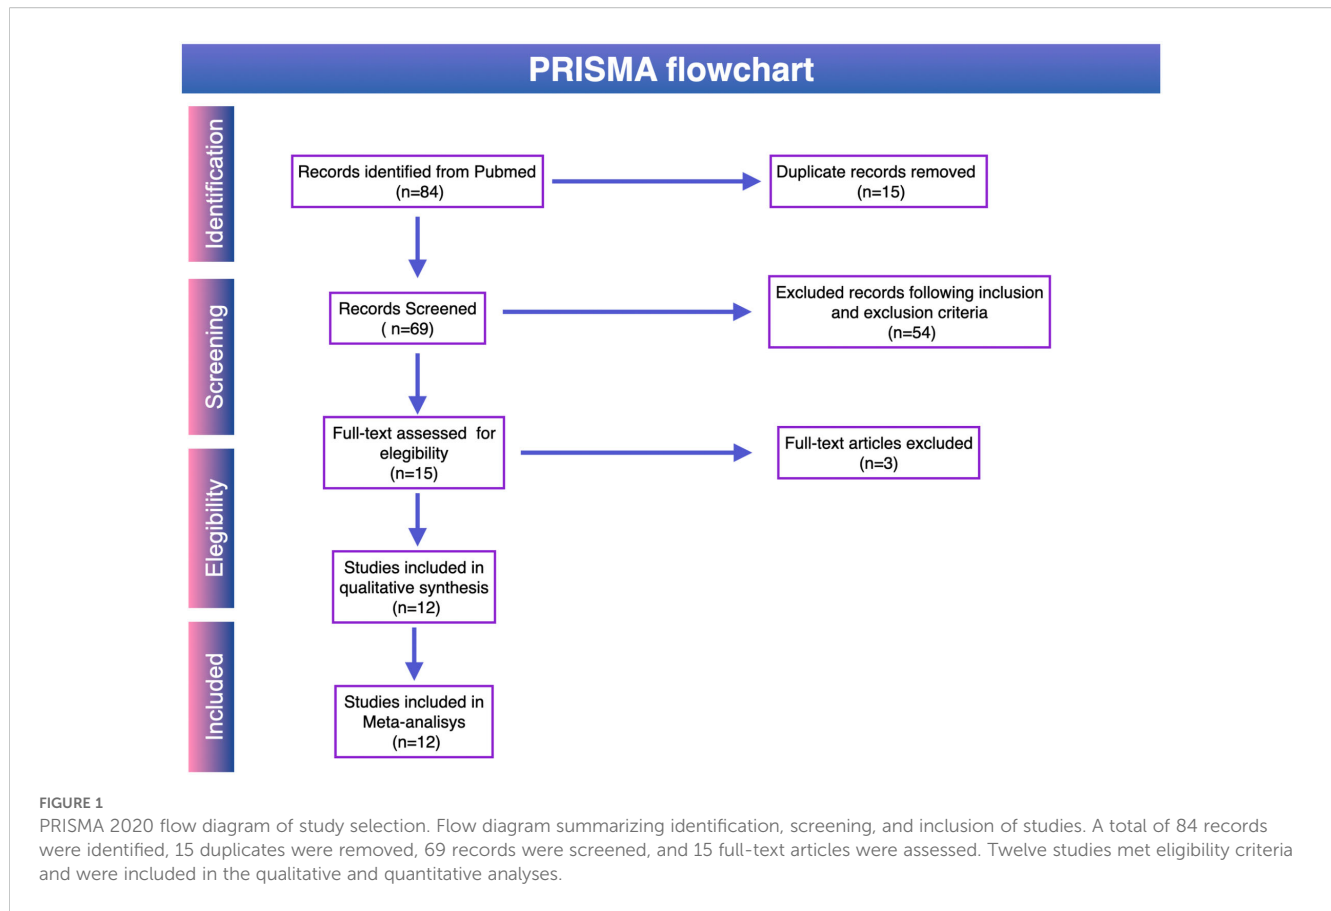 PRISMA flowchart
Identification
Records identified from Pubmed
(n=84)
Duplicate records removed
(n=15)
Screening
Records Screened
( n=69)
Excluded records following inclusion
and exclusion criteria
(n=54)
Elegibility
Full-text assessed  for
elegibility
(n=15)
Full-text articles excluded
(n=3)
Studies included in
qualitative synthesis
(n=12)
Included
Studies included in
Meta-analisys
(n=12)
FIGURE 1
PRISMA 2020 flow diagram of study selection. Flow diagram summarizing identification, screening, and inclusion of studies. A total of 84 records
were identified, 15 duplicates were removed, 69 records were screened, and 15 full-text articles were assessed. Twelve studies met eligibility criteria
and were included in the qualitative and quantitative analyses.